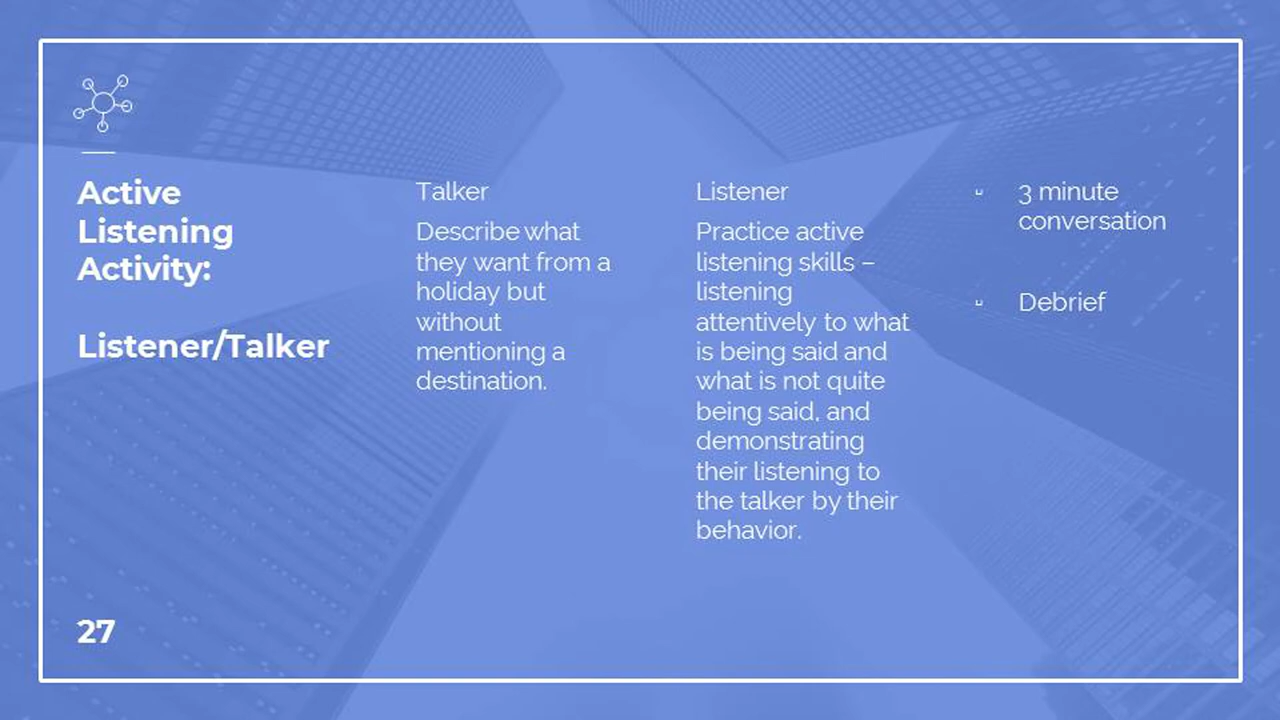 Active
Listening
Activity:
Listener/Talker
Talker
Describe what
they want from a
holiday but
without
mentioning a
destination.
Listener
Practice active
listening skills –
listening
attentively to what
is being said and
what is not quite
being said, and
demonstrating
their listening to
the talker by their
behavior.
3 minute
conversation
Debrief
27